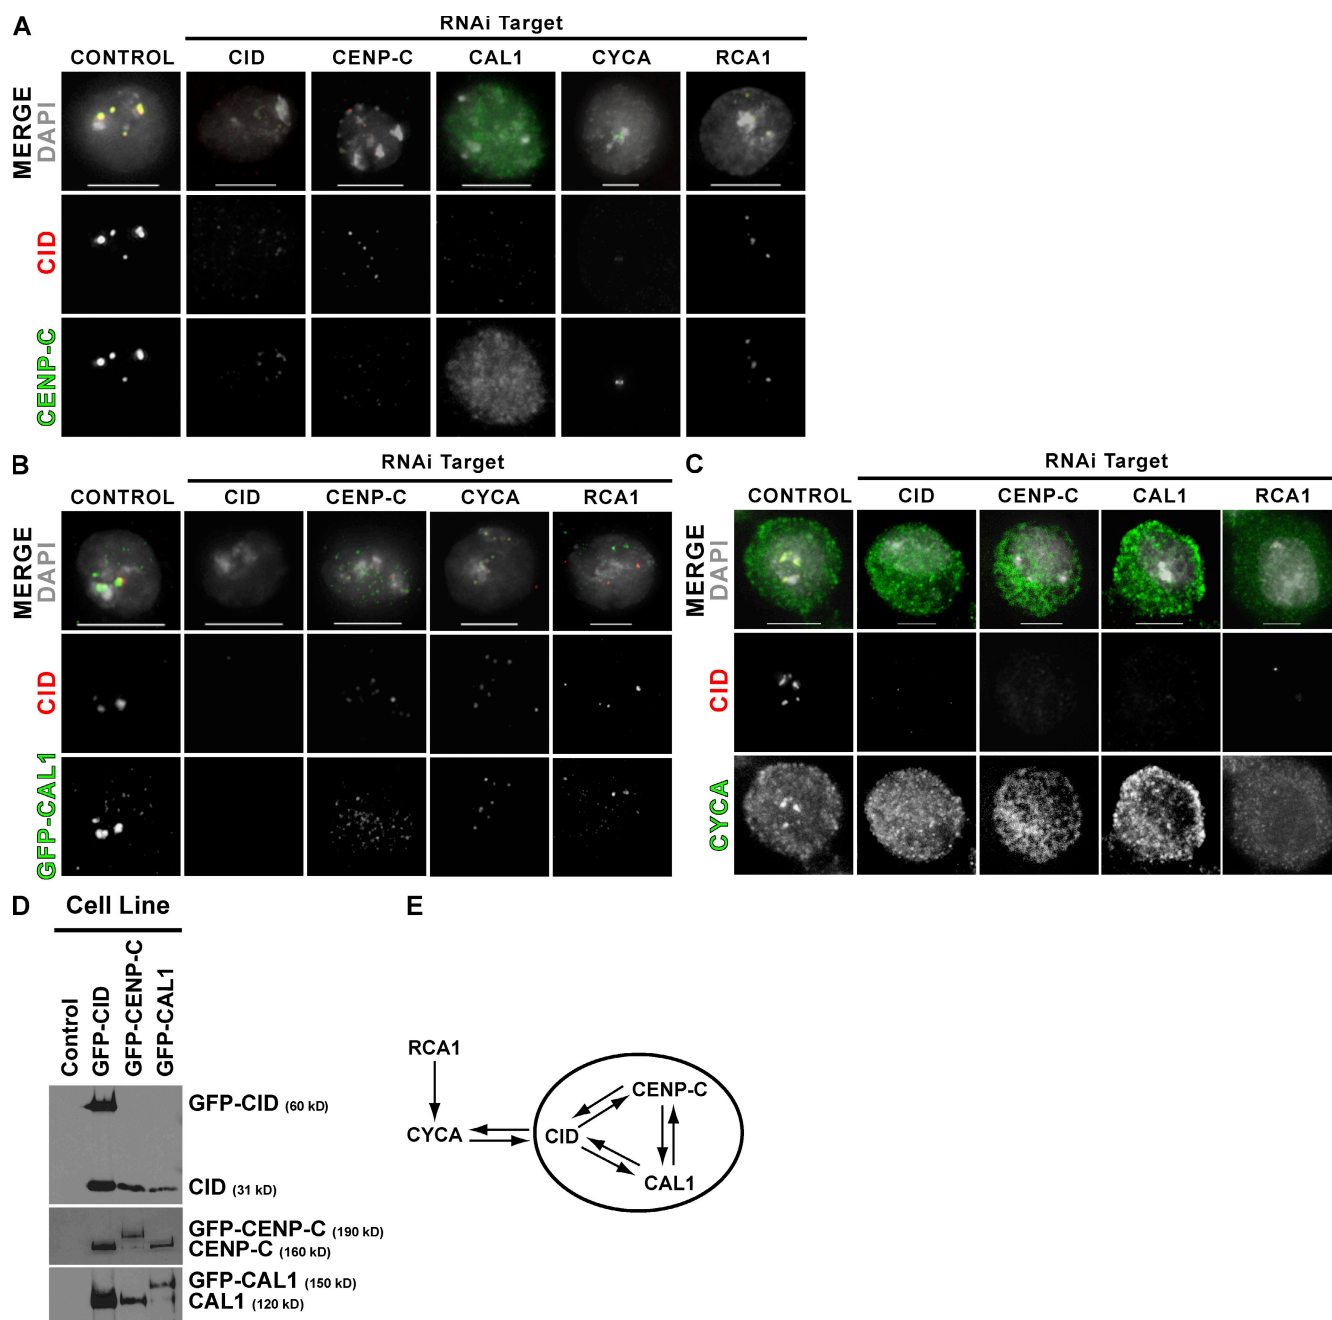 A
RNAi Target
CONTROL CID CENP-C CAL1 CYCA RCA1
MERGE
DAPI
CID
CENP-C
B
RNAi Target
CONTROL CID CENP-C CYCA RCA1
MERGE
DAPI
CID
GFP-CAL1
C
RNAi Target
CONTROL CID CENP-C CAL1 RCA1
MERGE
DAPI
CID
CYCA
D
Cell Line
Control
GFP-CID
GFP-CENP-C
GFP-CAL1
GFP-CID (60 kD)
CID (31 kD)
GFP-CENP-C (190 kD)
CENP-C (160 kD)
GFP-CAL1 (150 kD)
CAL1 (120 kD)
E
RCA1
CYCA
CENP-C
CID
CAL1